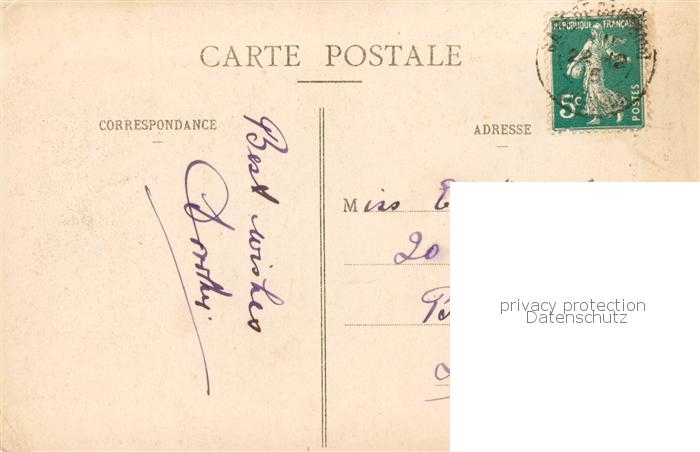 CARTE POSTALE
REPUBLIQUE FRANÇAISE
5c
POSTES
CORRESPONDANCE
ADRESSE
Best wishes
Dorothy.
Miss
20
privacy protection
Datenschutz